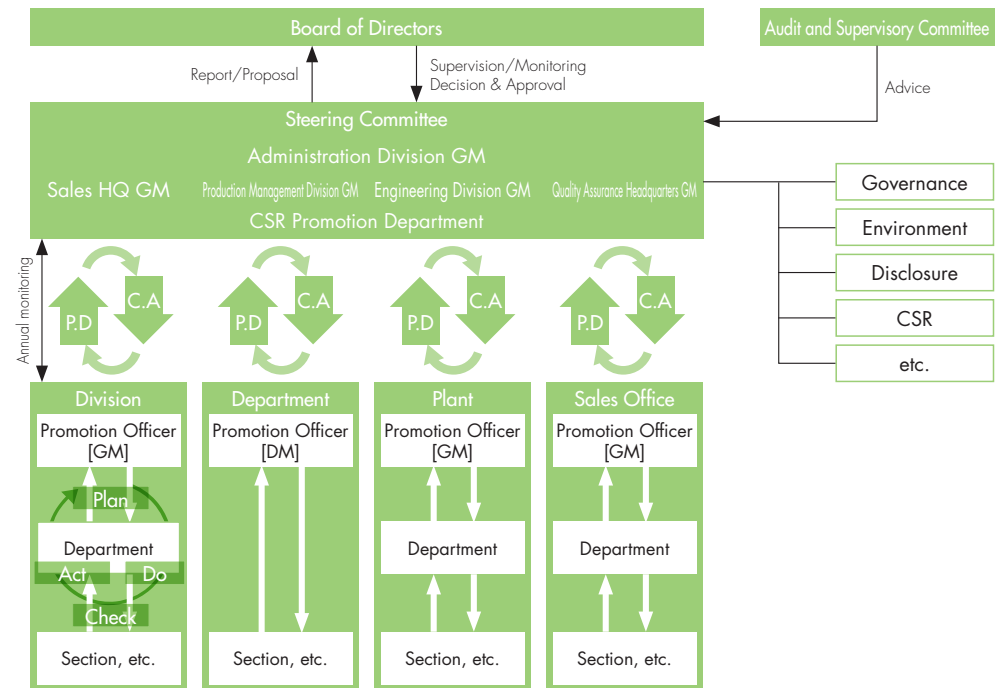 Board of Directors
Audit and Supervisory Committee
Report/Proposal
Supervision/Monitoring
Decision & Approval
Advice
Steering Committee
Administration Division GM
Sales HQ GM
Production Management Division GM
Engineering Division GM
Quality Assurance Headquarters GM
CSR Promotion Department
Governance
Environment
Disclosure
CSR
etc.
Annual monitoring
P.D
C.A
P.D
C.A
P.D
C.A
P.D
C.A
Division
Promotion Officer
[GM]
Plan
Department
Act
Do
Check
Section, etc.
Department
Promotion Officer
[DM]
Section, etc.
Plant
Promotion Officer
[GM]
Department
Section, etc.
Sales Office
Promotion Officer
[GM]
Department
Section, etc.